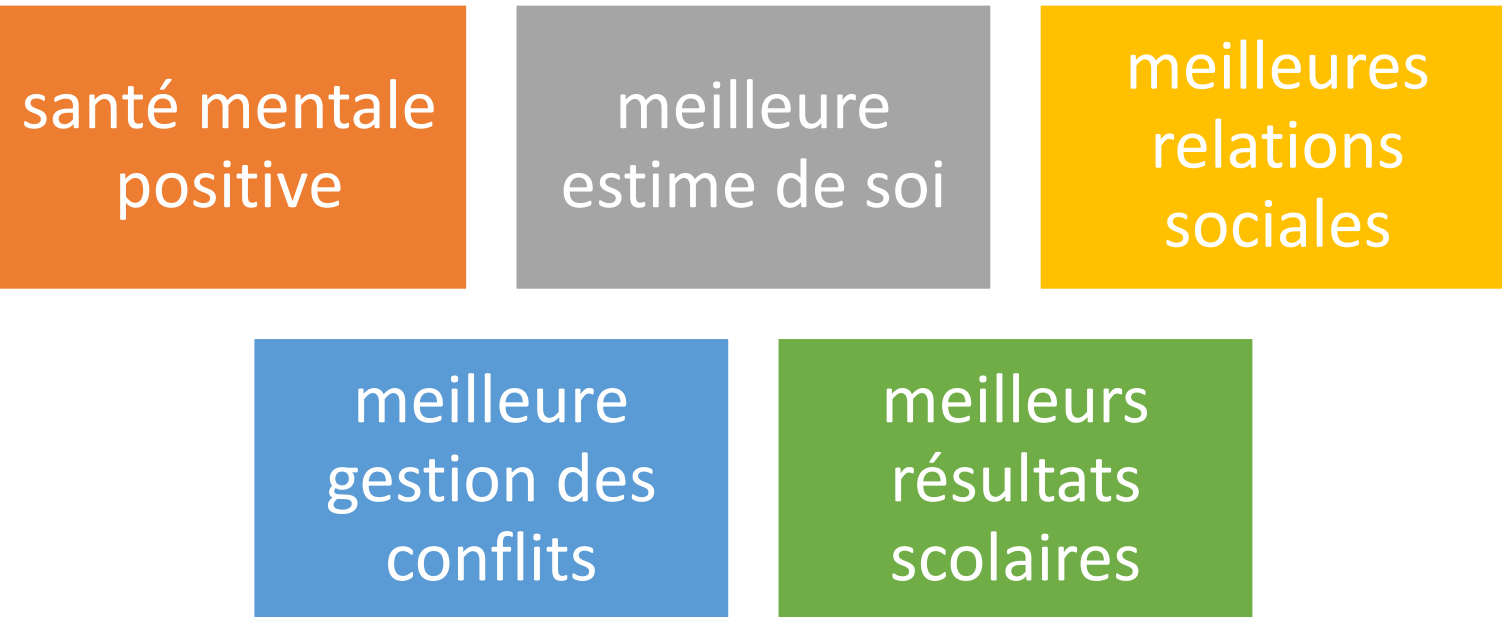 santé mentale
positive
meilleure
estime de soi
meilleures
relations
sociales
meilleure
gestion des
conflits
meilleurs
résultats
scolaires